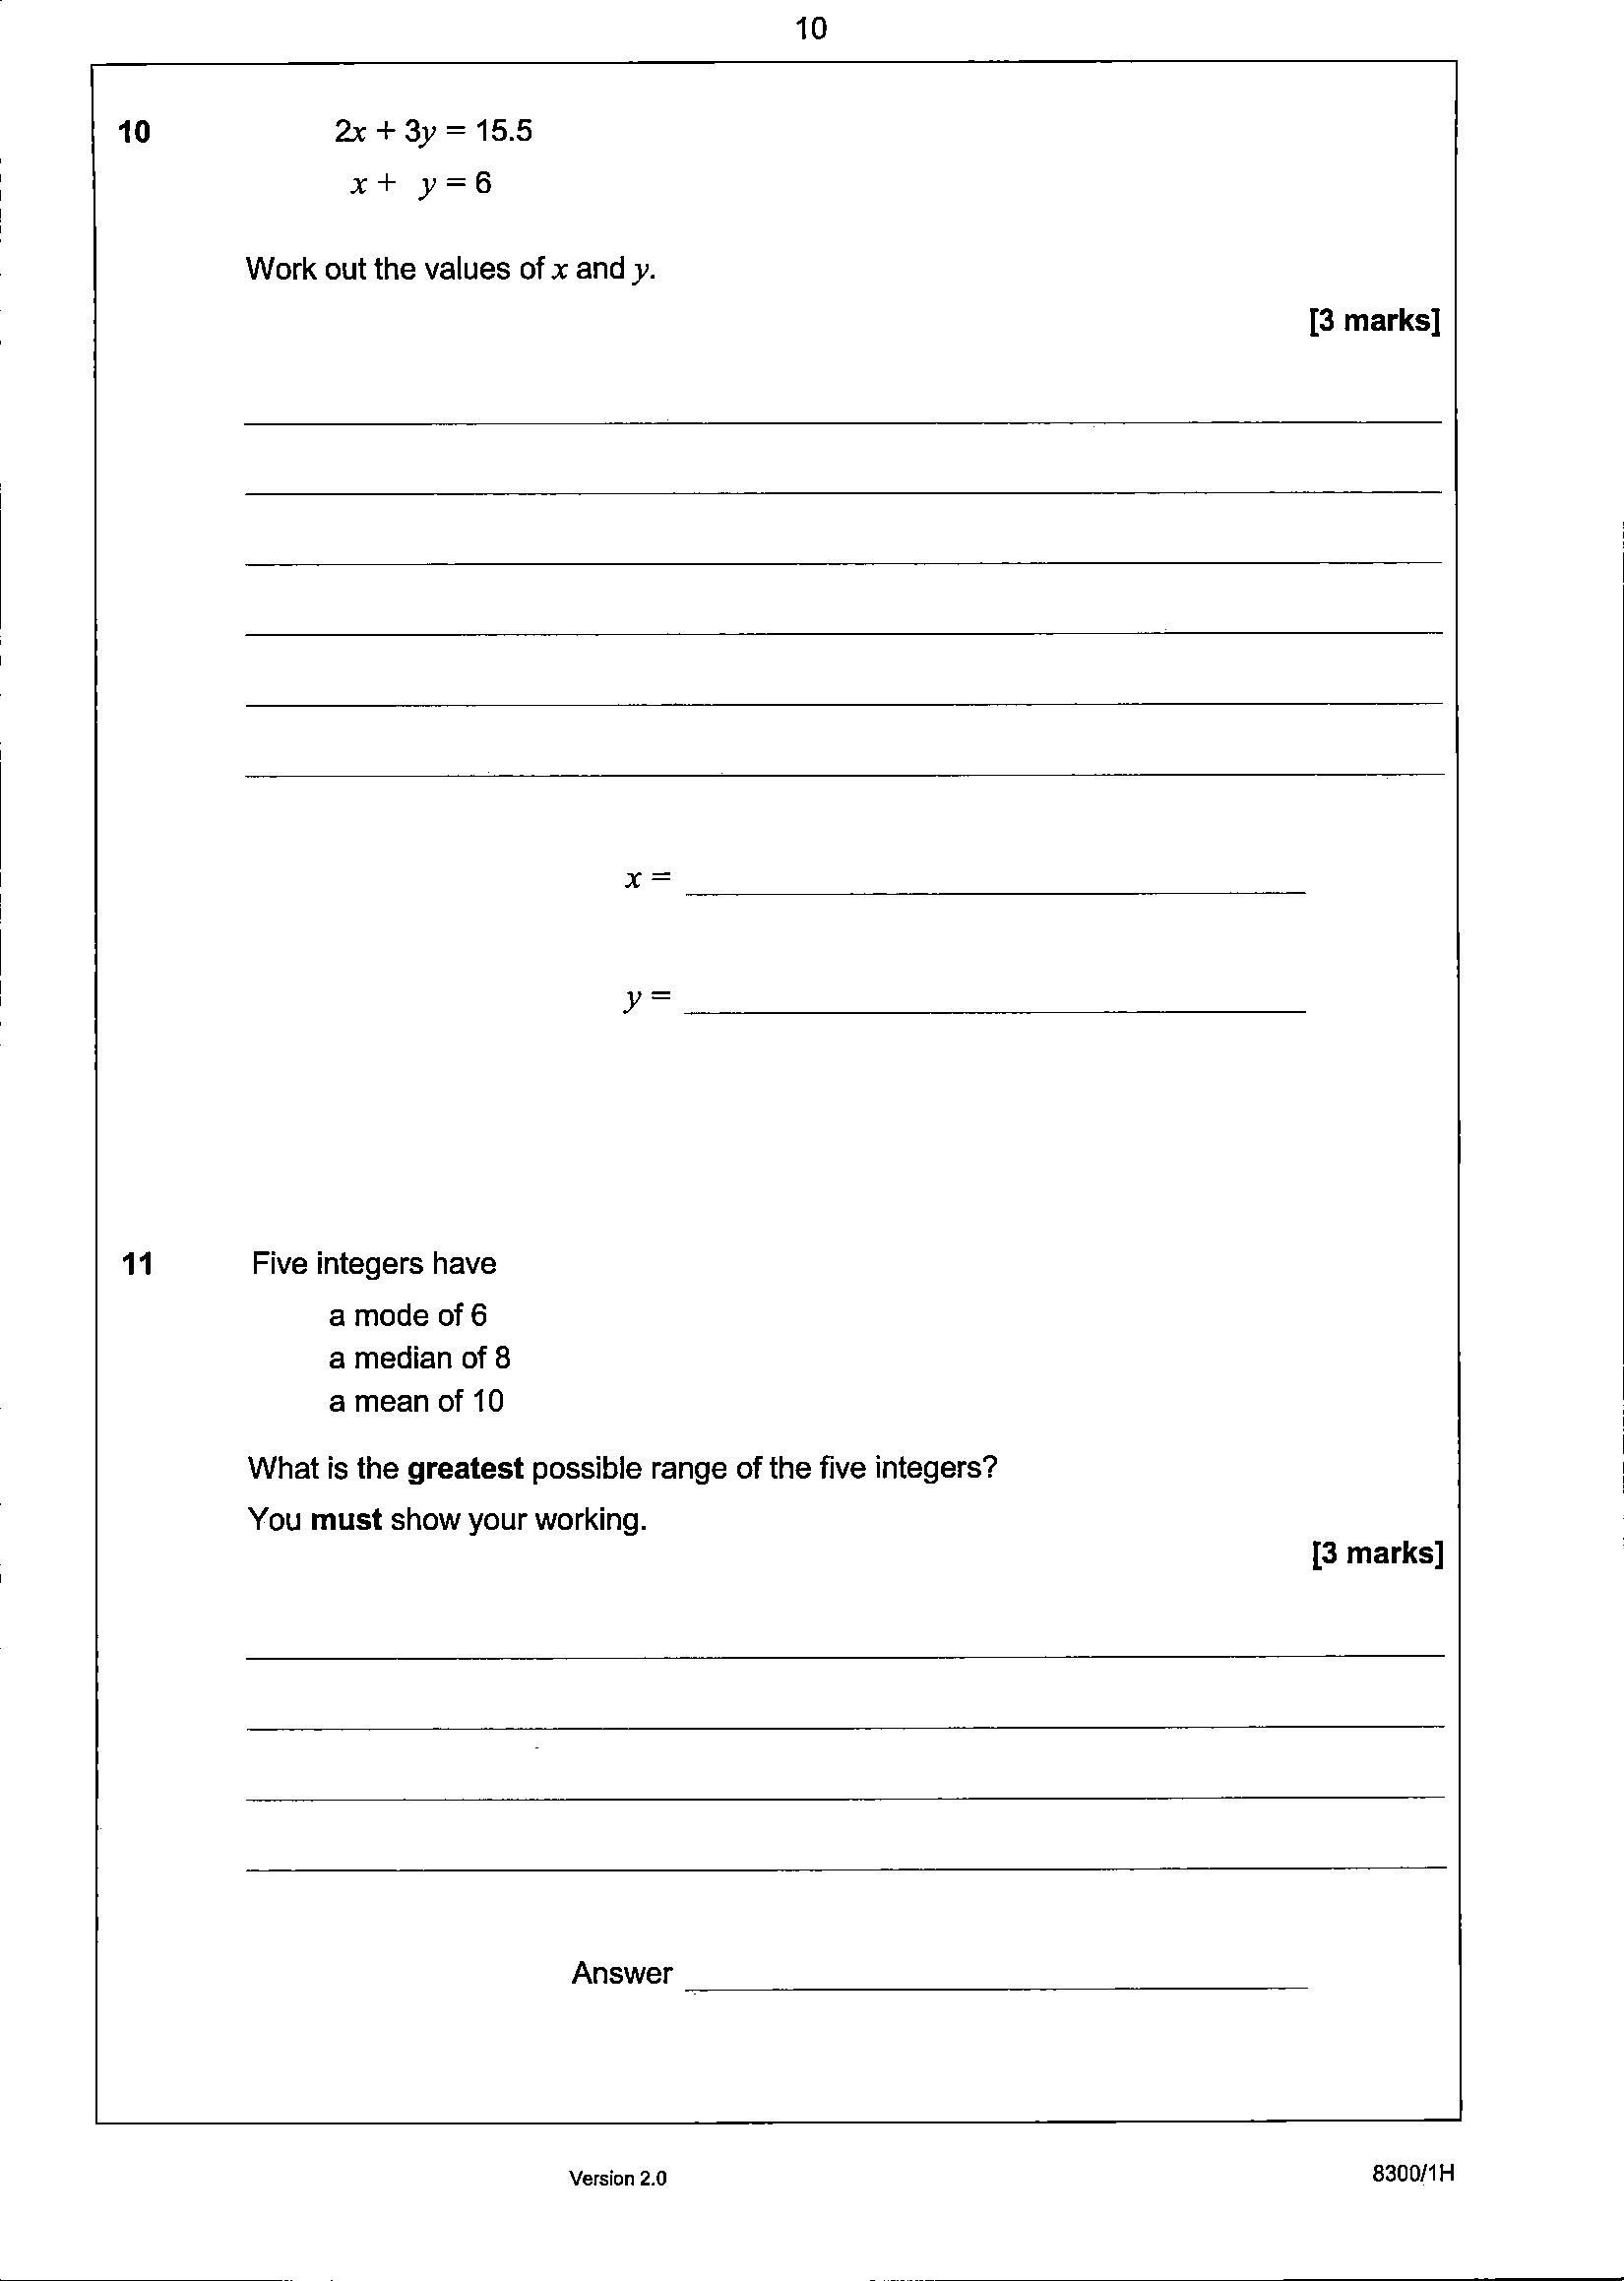 10
10
2x + 3y = 15.5
x + y = 6
Work out the values of x and y.
[3 marks]
x =
y =
11
Five integers have
a mode of 6
a median of 8
a mean of 10
What is the greatest possible range of the five integers?
You must show your working.
[3 marks]
Answer
Version 2.0
8300/1H